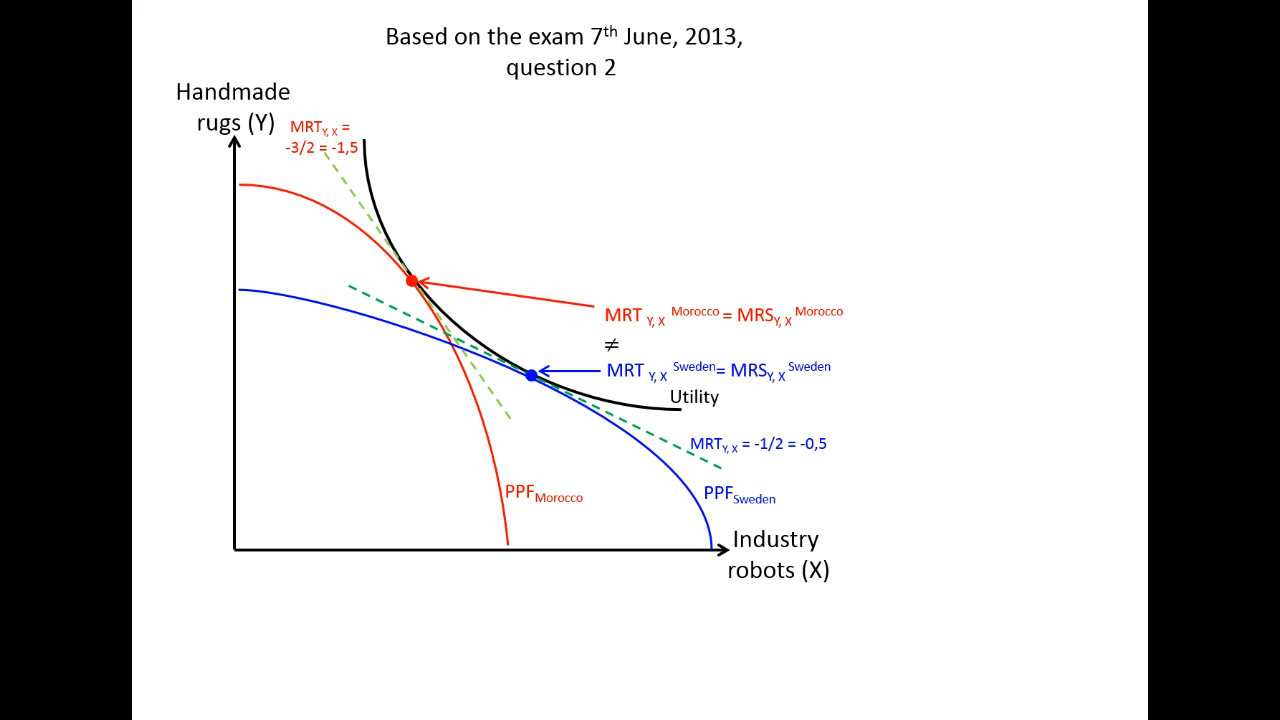 Based on the exam 7th June, 2013,
question 2
Handmade
rugs (Y)
MRTY, X =
-3/2 = -1,5
MRT Y, X Morocco = MRSY, X Morocco
≠
MRT Y, X Sweden= MRSY, X Sweden
Utility
MRTY, X = -1/2 = -0,5
PPFMorocco
PPFSweden
Industry
robots (X)